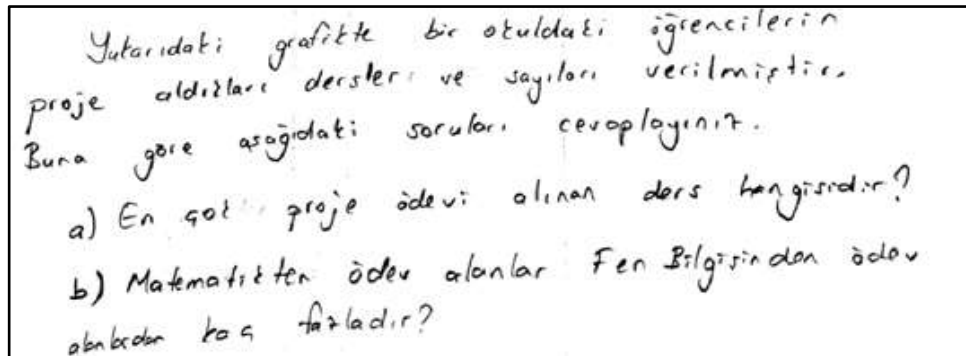 Yukarıdaki grafikte bir okuldaki öğrencilerin
proje aldıkları dersler ve sayıları verilmiştir.
Buna göre aşağıdaki soruları cevaplayınız.
a) En çok proje ödevi alınan ders hangisidir?
b) Matematikten ödev alanlar Fen Bilgisinden ödev
alanlardan kaç fazladır?